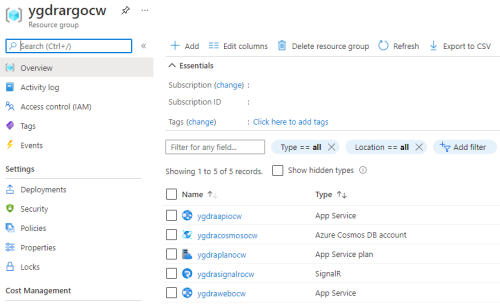 ygdrargocw
Resource group
Search (Ctrl+/)
Overview
Activity log
Access control (IAM)
Tags
Events
Settings
Deployments
Security
Policies
Properties
Locks
Cost Management
Add Edit columns Delete resource group Refresh Export to CSV
Essentials
Subscription (change) :
Subscription ID :
Tags (change) : Click here to add tags
Filter for any field... Type == all Location == all Add filter
Showing 1 to 5 of 5 records. Show hidden types
Name Type
ygdraapiocw App Service
ygdracosmosocw Azure Cosmos DB account
ygdraplanocw App Service plan
ygdrasignalrocw SignalR
ygdrawebocw App Service